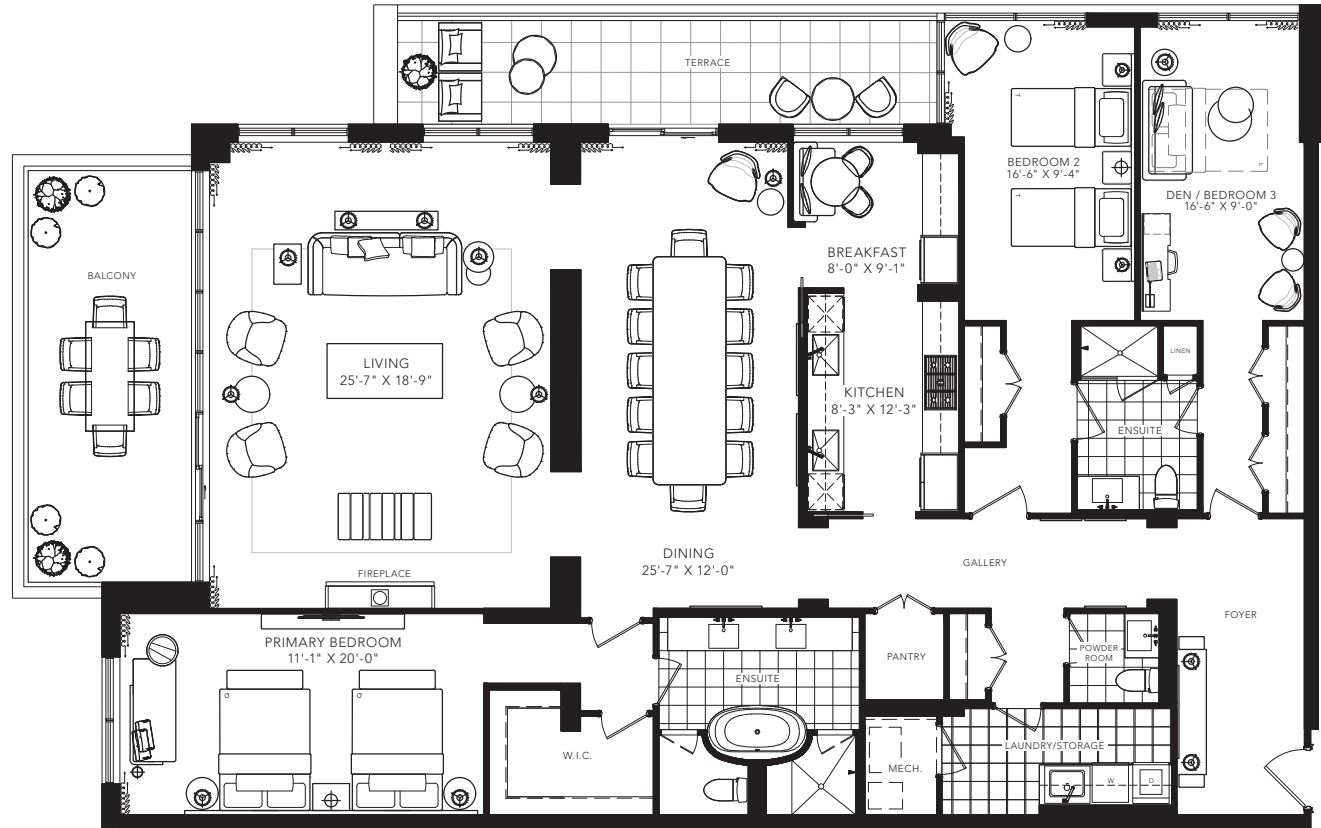 TERRACE
BEDROOM 2
16'-6" X 9'-4"
DEN / BEDROOM 3
16'-6" X 9'-0"
BREAKFAST
8'-0" X 9'-1"
BALCONY
LIVING
25'-7" X 18'-9"
KITCHEN
8'-3" X 12'-3"
LINEN
ENSUITE
DINING
25'-7" X 12'-0"
GALLERY
FIREPLACE
FOYER
PRIMARY BEDROOM
11'-1" X 20'-0"
PANTRY
POWDER
ROOM
ENSUITE
W.I.C.
MECH.
LAUNDRY/STORAGE
W
D